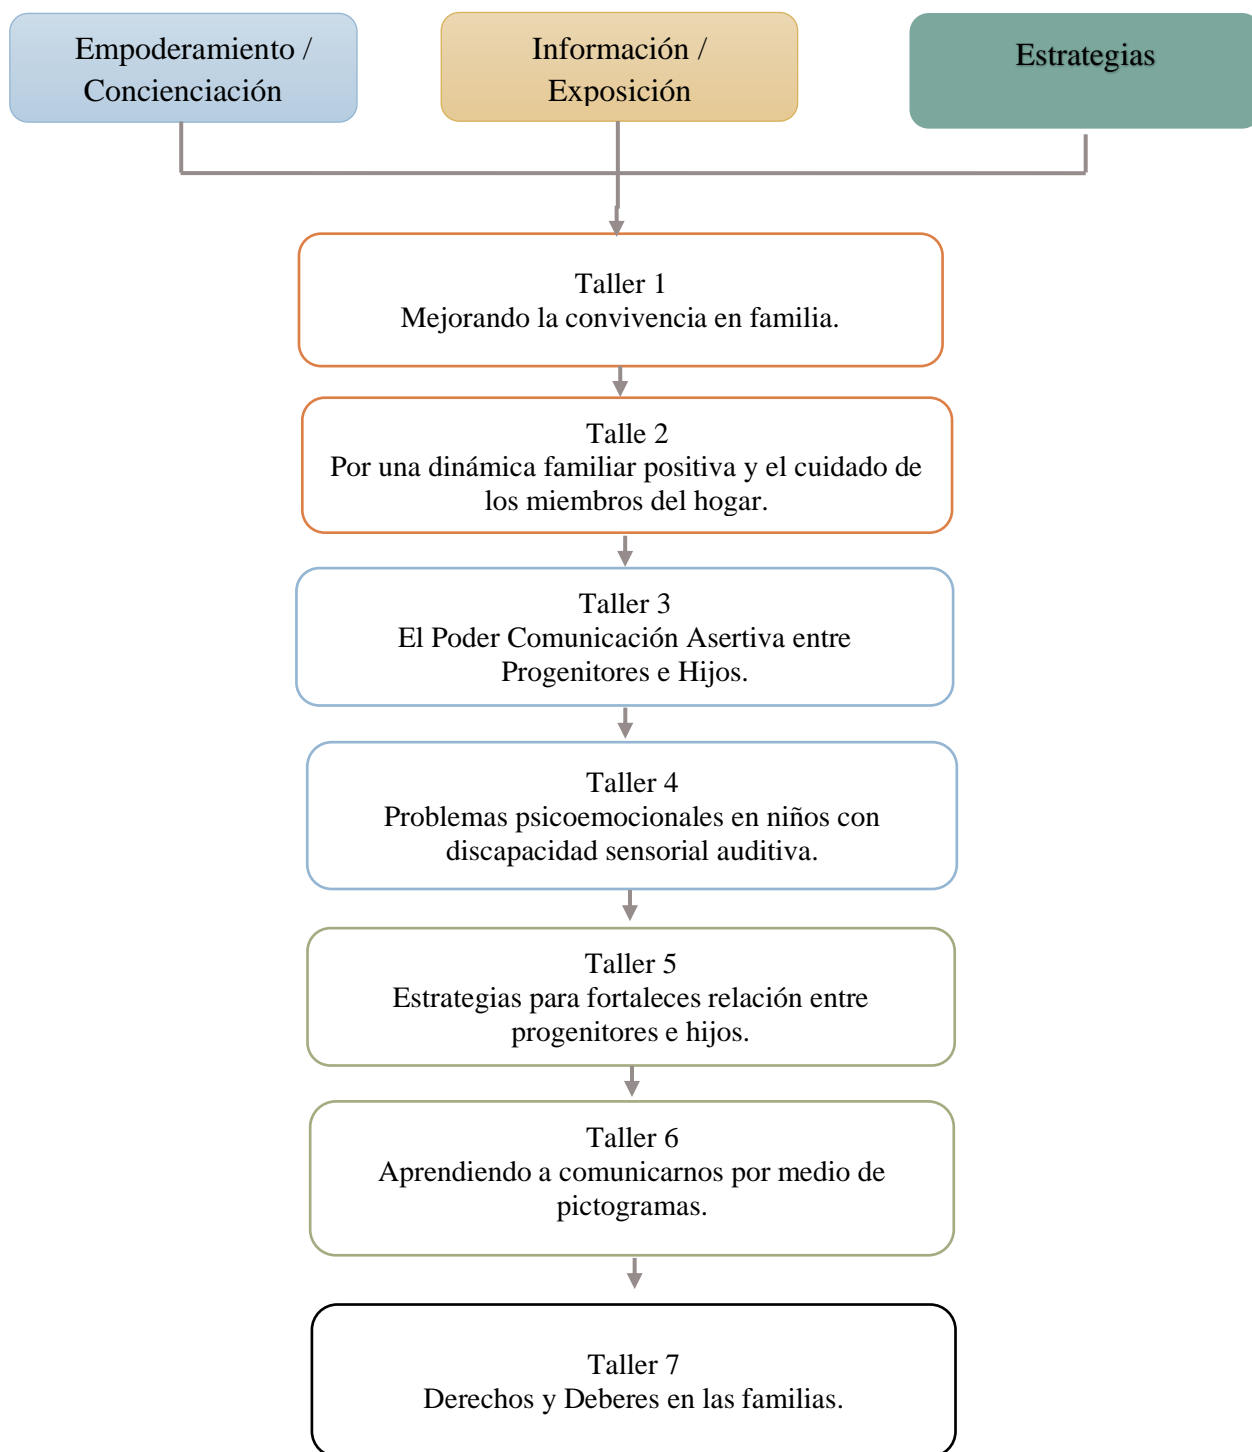 Empoderamiento /
Concienciación
Información /
Exposición
Estrategias
Taller 1
Mejorando la convivencia en familia.
Talle 2
Por una dinámica familiar positiva y el cuidado de
los miembros del hogar.
Taller 3
El Poder Comunicación Asertiva entre
Progenitores e Hijos.
Taller 4
Problemas psicoemocionales en niños con
discapacidad sensorial auditiva.
Taller 5
Estrategias para fortaleces relación entre
progenitores e hijos.
Taller 6
Aprendiendo a comunicarnos por medio de
pictogramas.
Taller 7
Derechos y Deberes en las familias.